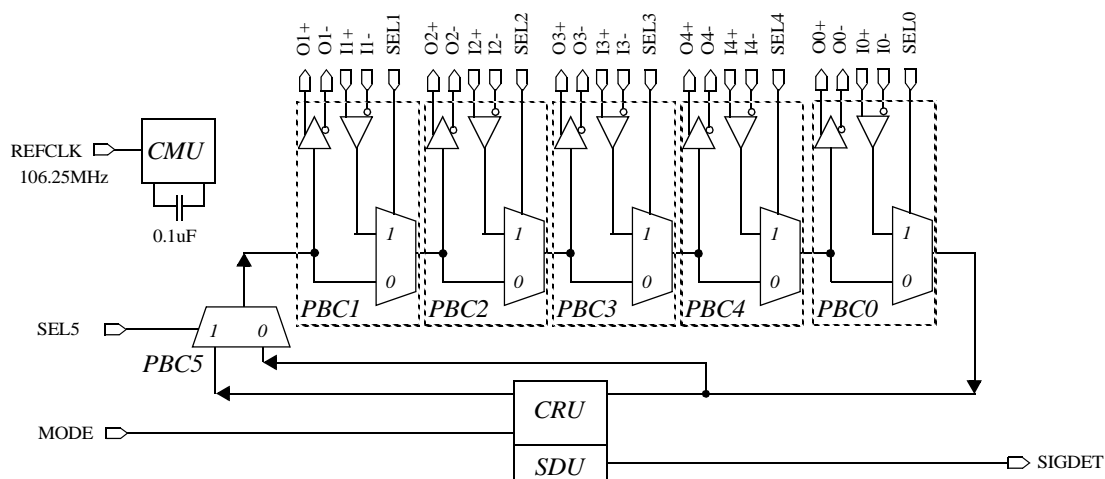 O1+ O1- I1+ I1- SEL1 O2+ O2- I2+ I2- SEL2 O3+ O3- I3+ I3- SEL3 O4+ O4- I4+ I4- SEL4 O0+ O0- I0+ I0- SEL0
REFCLK
CMU
106.25MHz
0.1uF
1 1 1 1 1
0 0 0 0 0
PBC1 PBC2 PBC3 PBC4 PBC0
SEL5
1 0
PBC5
CRU
MODE
SDU
SIGDET